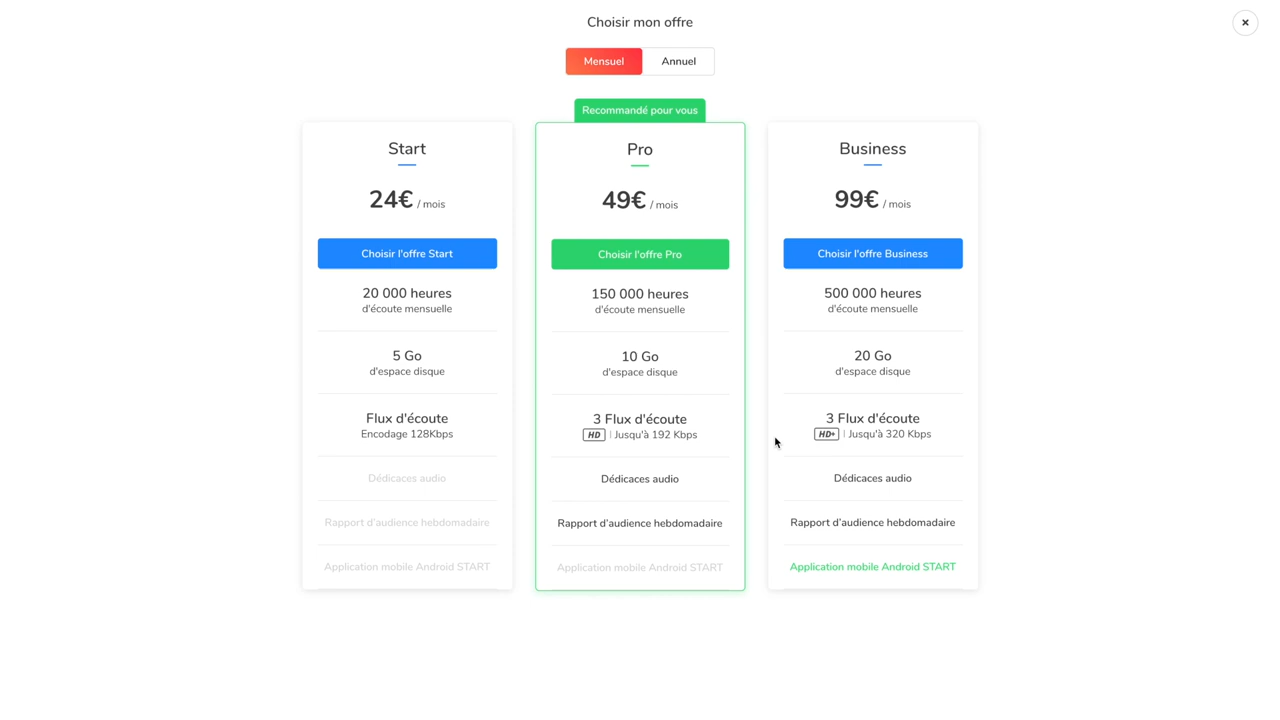 Choisir mon offre
Mensuel
Annuel
Recommandé pour vous
Start
24€ / mois
Choisir l'offre Start
20 000 heures
d'écoute mensuelle
5 Go
d'espace disque
Flux d'écoute
Encodage 128Kbps
Dédicaces audio
Rapport d'audience hebdomadaire
Application mobile Android START
Pro
49€ / mois
Choisir l'offre Pro
150 000 heures
d'écoute mensuelle
10 Go
d'espace disque
3 Flux d'écoute
HD | Jusqu'à 192 Kbps
Dédicaces audio
Rapport d'audience hebdomadaire
Application mobile Android START
Business
99€ / mois
Choisir l'offre Business
500 000 heures
d'écoute mensuelle
20 Go
d'espace disque
3 Flux d'écoute
HD+ | Jusqu'à 320 Kbps
Dédicaces audio
Rapport d'audience hebdomadaire
Application mobile Android START